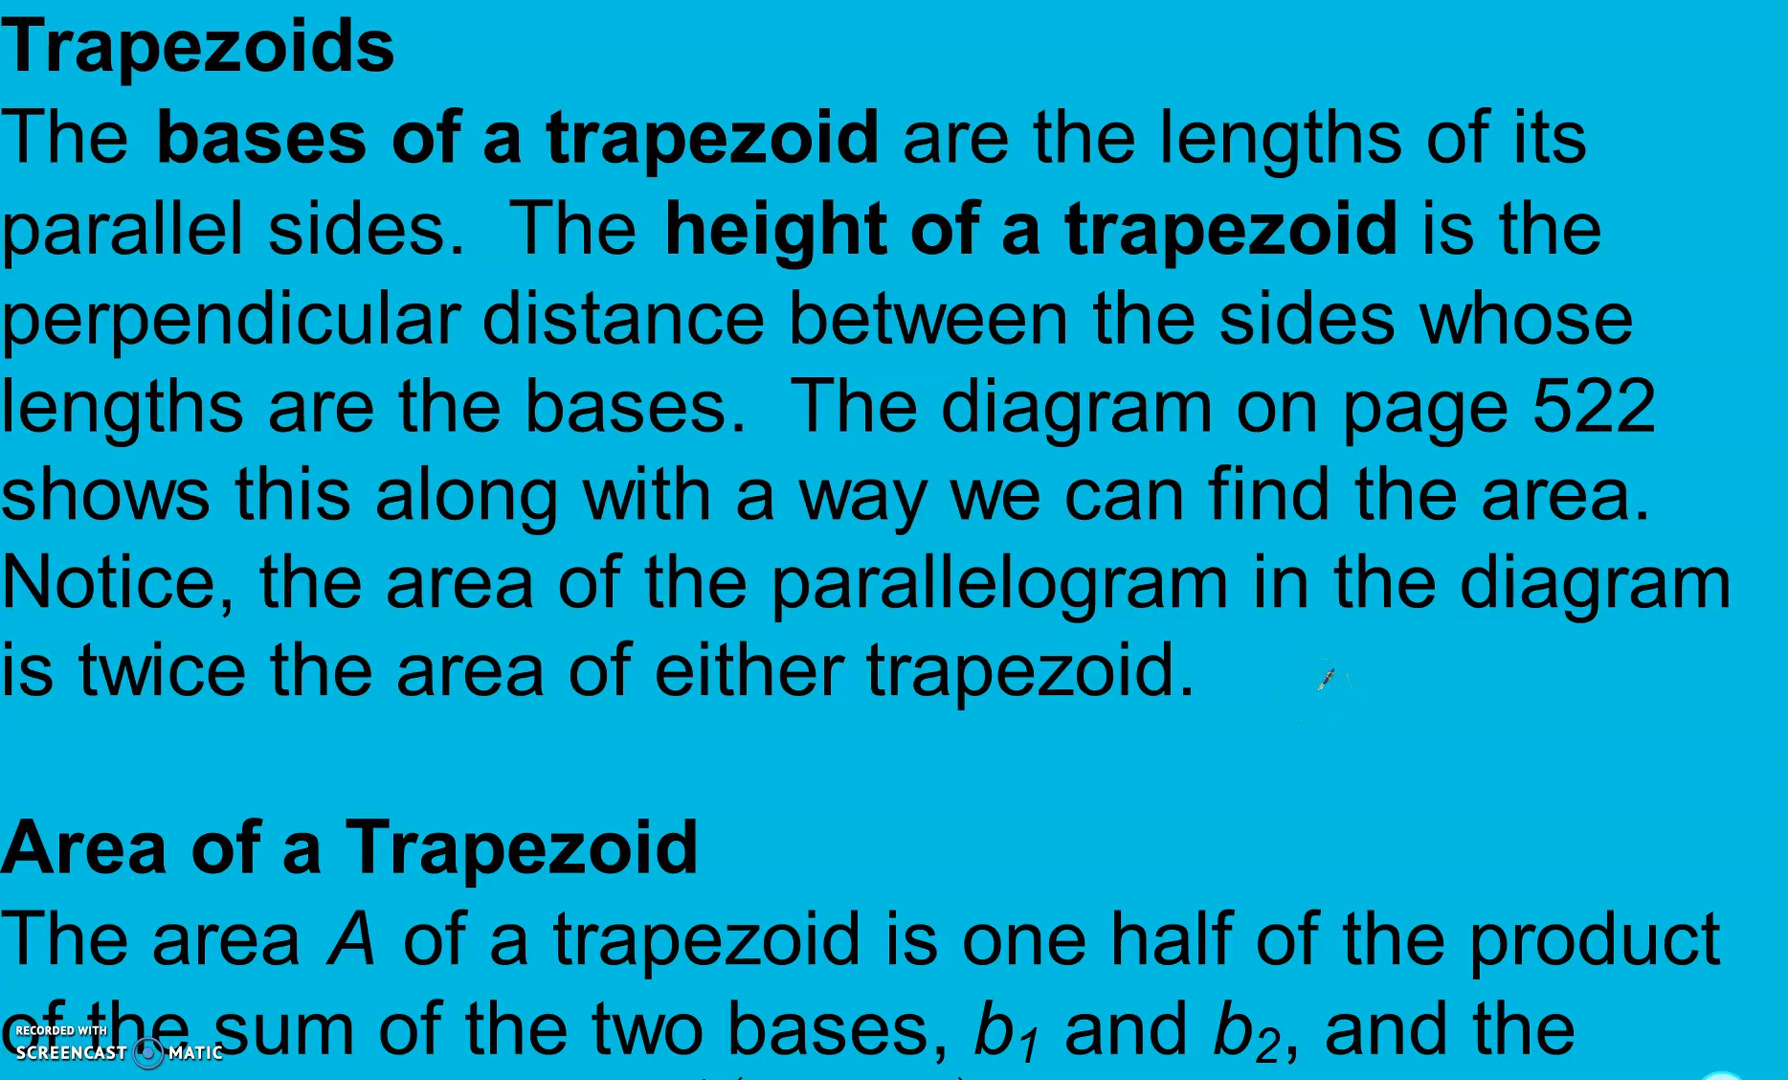 Trapezoids
The bases of a trapezoid are the lengths of its
parallel sides.  The height of a trapezoid is the
perpendicular distance between the sides whose
lengths are the bases.  The diagram on page 522
shows this along with a way we can find the area.
Notice, the area of the parallelogram in the diagram
is twice the area of either trapezoid.
Area of a Trapezoid
The area A of a trapezoid is one half of the product
of the sum of the two bases, b₁ and b₂, and the
RECORDED WITH
SCREENCAST MATIC